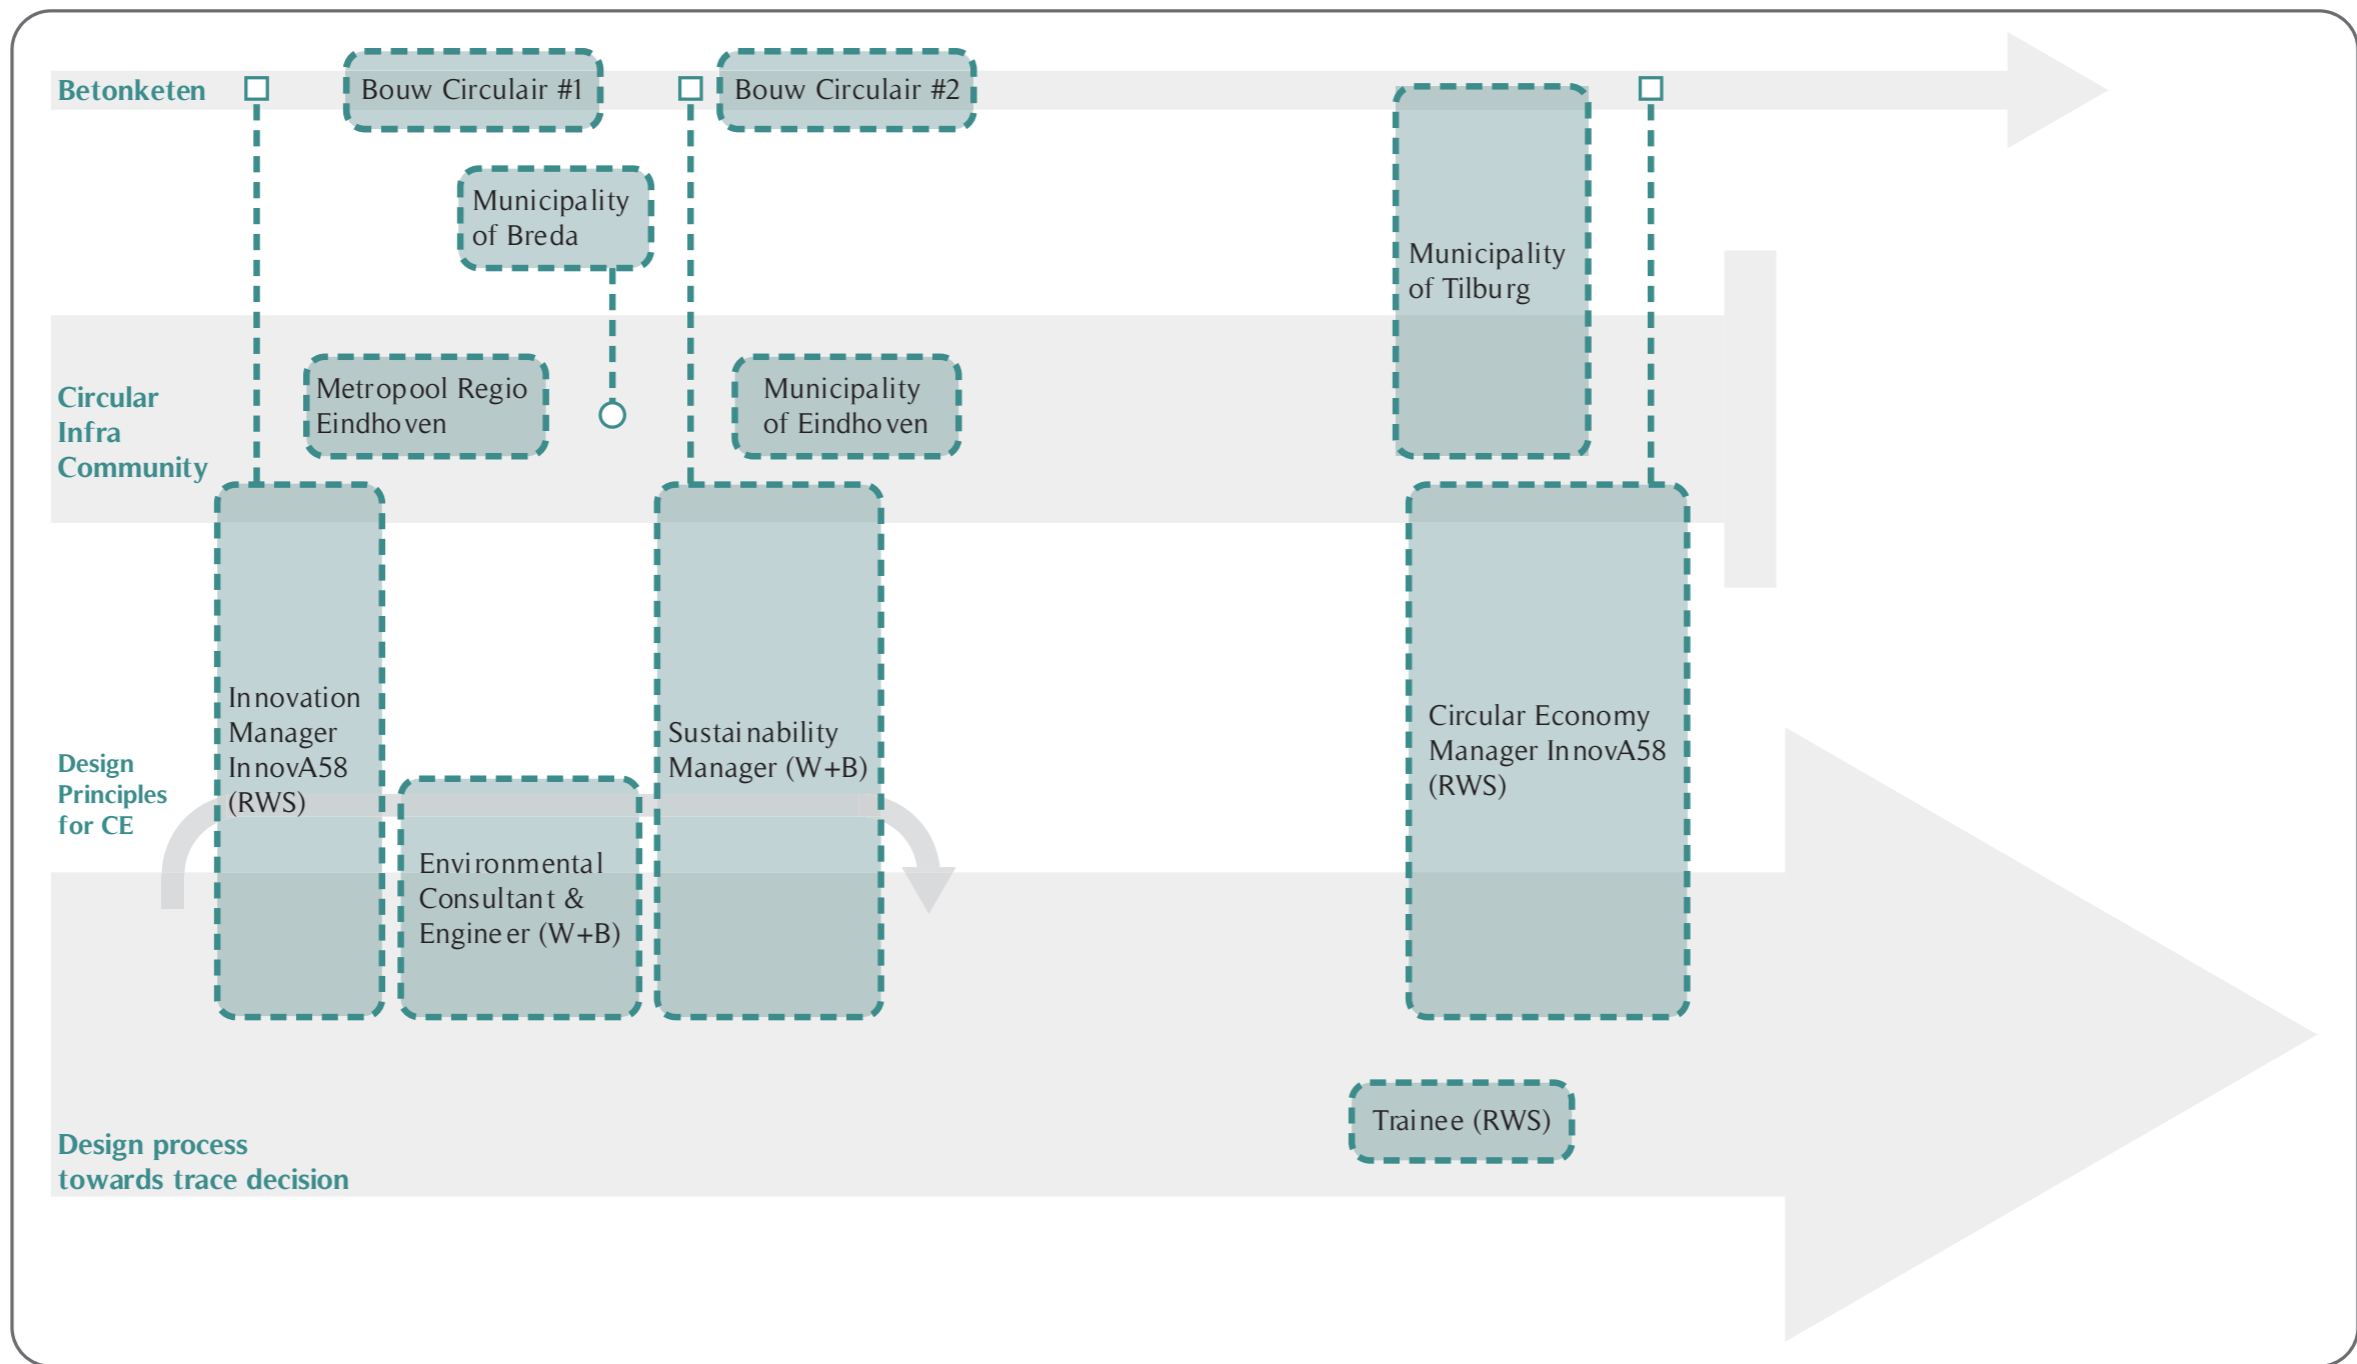 Betonketen
Bouw Circulair #1
Bouw Circulair #2
Municipality
of Breda
Municipality
of Tilburg
Circular
Infra
Community
Metropool Regio
Eindhoven
Municipality
of Eindhoven
Design
Principles
for CE
Innovation
Manager
InnovA58
(RWS)
Environmental
Consultant &
Engineer (W+B)
Sustainability
Manager (W+B)
Circular Economy
Manager InnovA58
(RWS)
Trainee (RWS)
Design process
towards trace decision